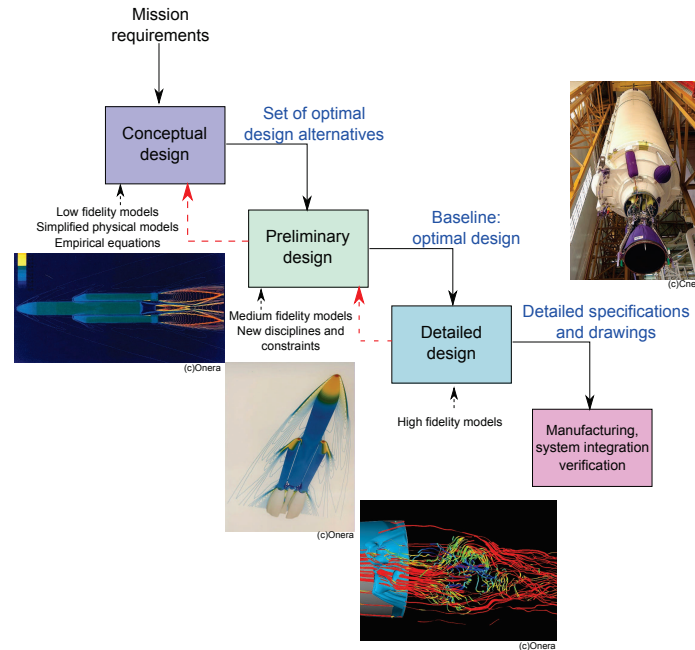 Mission
requirements
Conceptual
design
Set of optimal
design alternatives
Low fidelity models
Simplified physical models
Empirical equations
Preliminary
design
Baseline:
optimal design
(c)Cne
(c)Onera
Medium fidelity models
New disciplines and
constraints
Detailed
design
Detailed specifications
and drawings
High fidelity models
Manufacturing,
system integration
verification
(c)Onera
(c)Onera